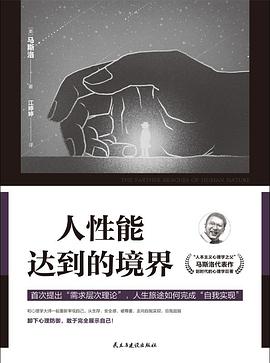 [美]
马斯洛
著
江婷婷
译
THE FARTHER REACHES OF HUMAN NATURE
人性能
达到的境界
“人本主义心理学之父”
马斯洛代表作
划时代的心理学巨著
首次提出“需求层次理论”，人生旅途如何完成“自我实现”
卸下心理防御，敢于完全展示自己！
民主与建设出版社